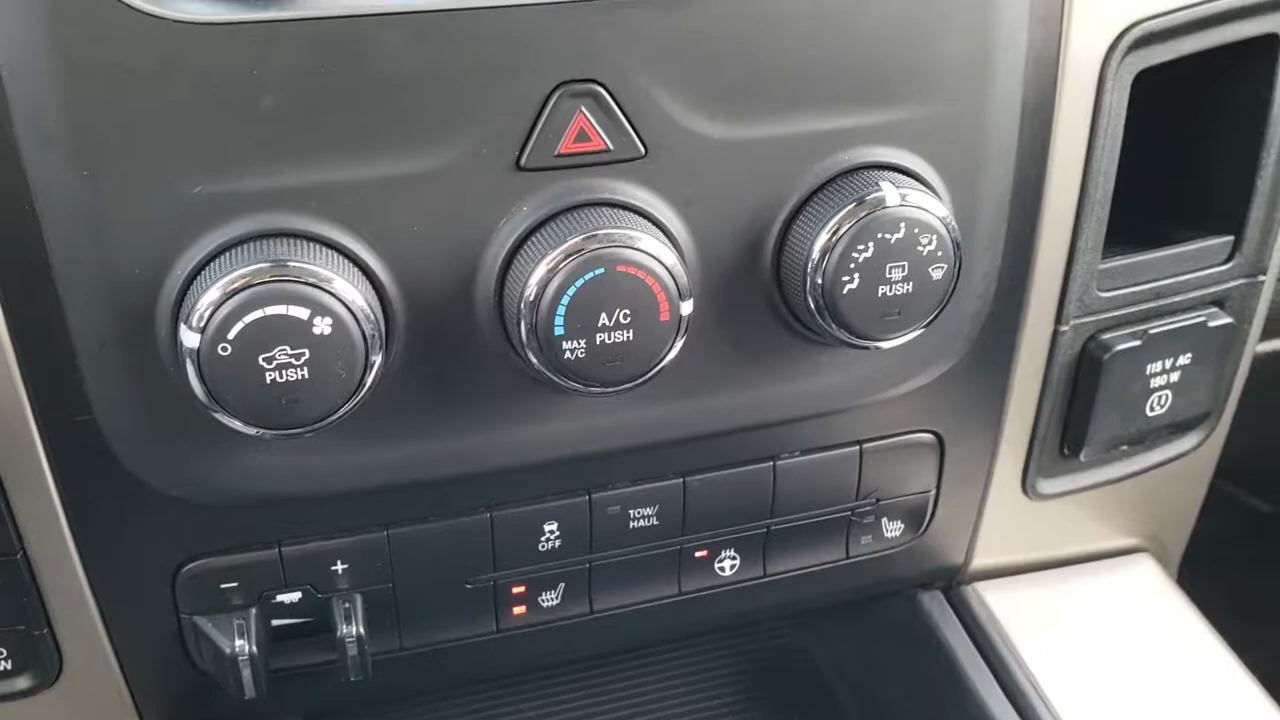 PUSH
A/C
PUSH
MAX
A/C
PUSH
115 V AC
150 W
OFF
TOW/
HAUL
- +